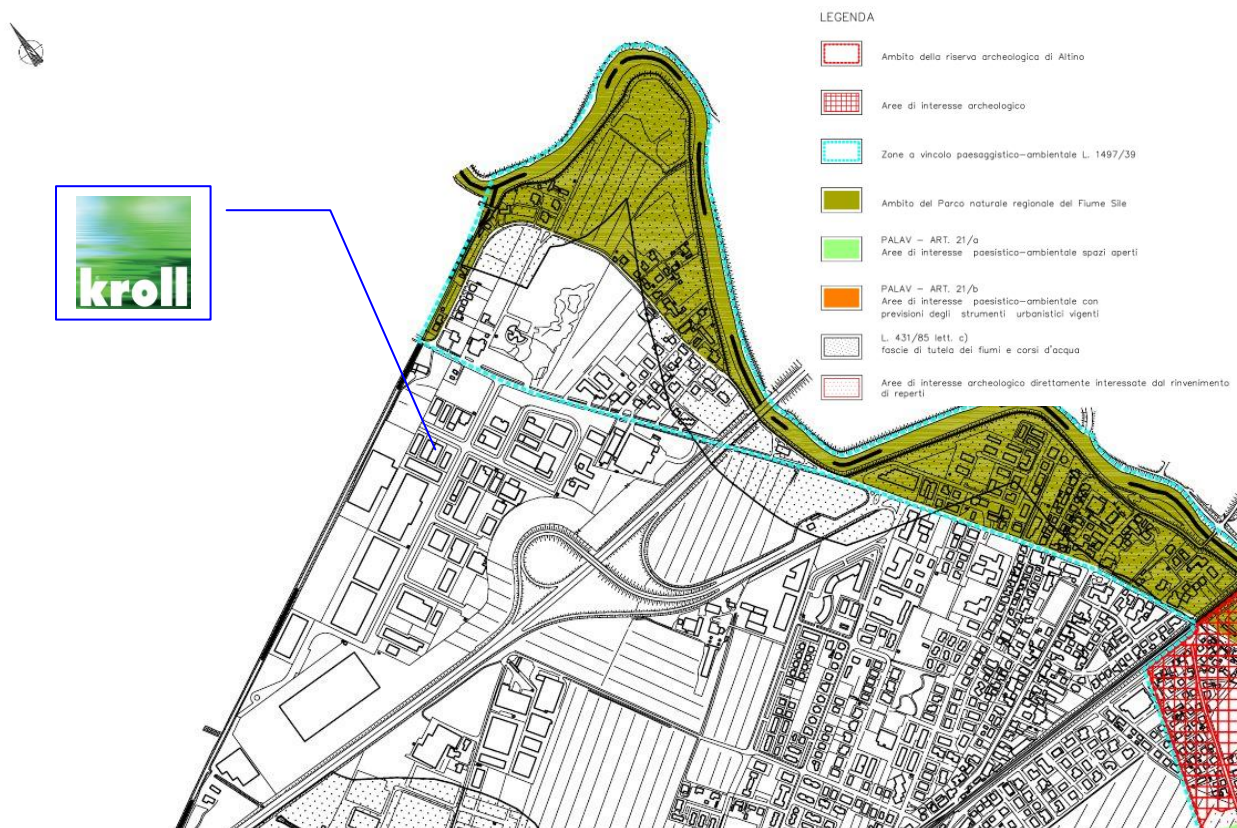 LEGENDA
Ambito della riserva archeologica di Altino
Aree di interesse archeologico
Zone a vincolo paesaggistico-ambientale L. 1497/39
Ambito del Parco naturale regionale del Fiume Sile
PALAV - ART. 21/a
Aree di interesse paesistico-ambientale spazi aperti
PALAV - ART. 21/b
Aree di interesse paesistico-ambientale con
previsioni degli strumenti urbanistici vigenti
L. 431/85 lett. c)
fascie di tutela dei fiumi e corsi d'acqua
Aree di interesse archeologico direttamente interessate dal rinvenimento
di reperti
kroll